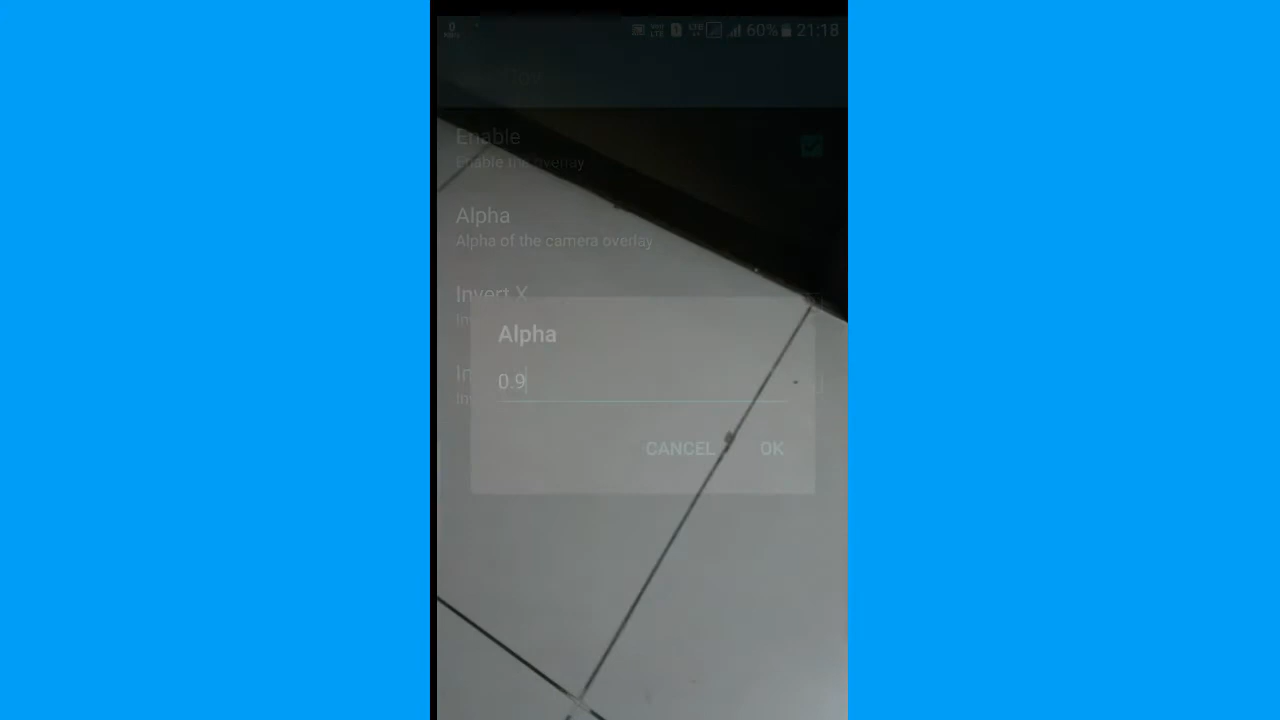 0
60% 21:18
Enable
Enable the overlay
Alpha
Alpha of the camera overlay
Invert X
Alpha
0.9
CANCEL OK